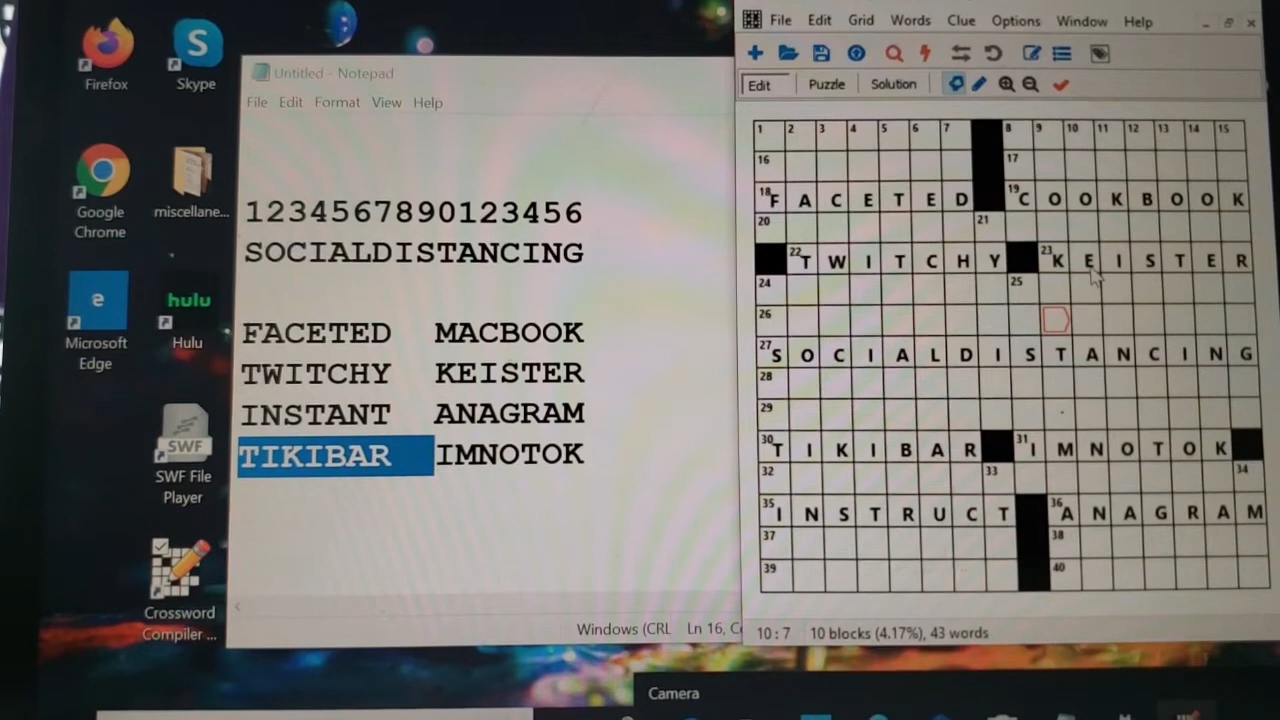 Firefox
Skype
Google Chrome
miscellane...
Microsoft Edge
hulu
Hulu
SWF
SWF File Player
Crossword Compiler ...
Untitled - Notepad
File Edit Format View Help
1234567890123456
SOCIALDISTANCING
FACETED MACBOOK
TWITCHY KEISTER
INSTANT ANAGRAM
TIKIBAR IMNOTOK
Windows (CRL Ln 16, C
File Edit Grid Words Clue Options Window Help
Edit Puzzle Solution
1 2 3 4 5 6 7 8 9 10 11 12 13 14 15
16 17
18 F A C E T E D 19 C O O K B O O K
20 21
22 T W I T C H Y 23 K E I S T E R
24 25
26
27 S O C I A L D I S T A N C I N G
28
29
30 T I K I B A R 31 I M N O T O K
32 33 34
35 I N S T R U C T 36 A N A G R A M
37 38
39 40
10 : 7 10 blocks (4.17%), 43 words
Camera